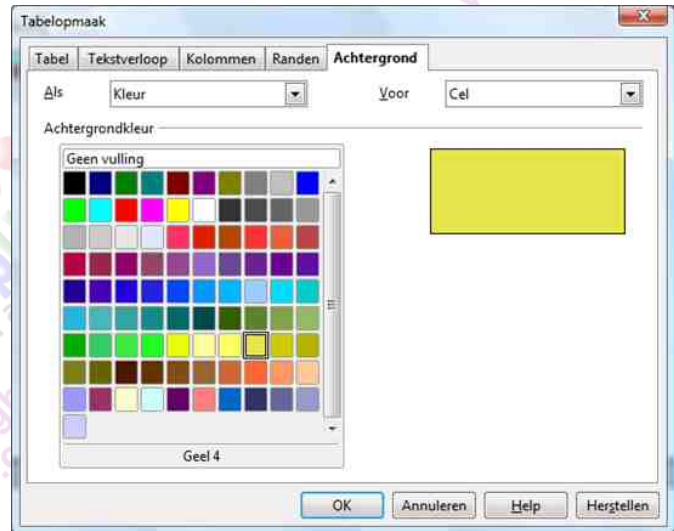 Tabelopmaak
Tabel Tekstverloop Kolommen Randen Achtergrond
Als Kleur Voor Cel
Achtergrondkleur
Geen vulling
Geel 4
OK Annuleren Help Herstellen